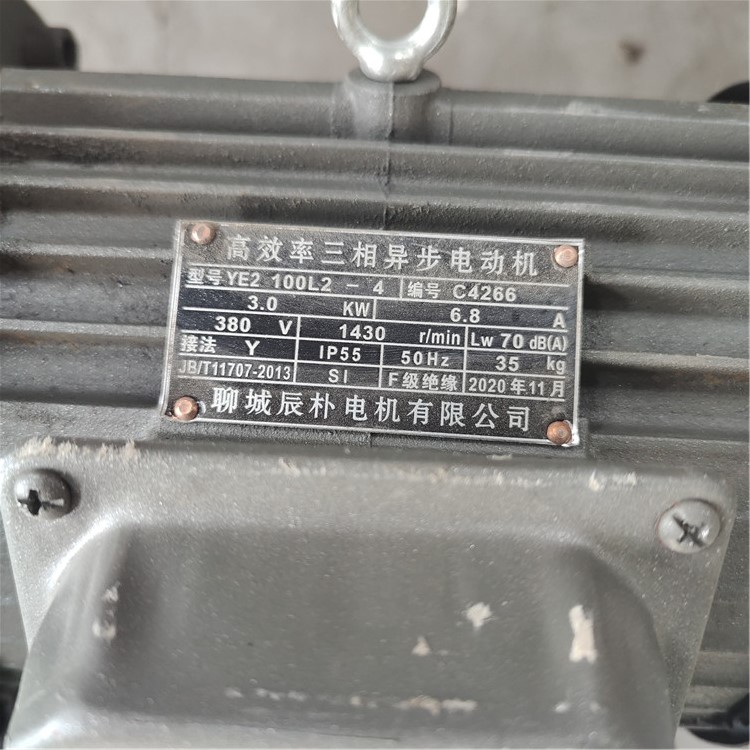 高效率三相异步电动机
型号 YE2 100L2 - 4 编号 C4266
3.0 KW 6.8 A
380 V 1430 r/min Lw 70 dB(A)
接法 Y IP55 50Hz 35 kg
JB/T11707-2013 SI F级绝缘 2020年11月
聊城辰朴电机有限公司